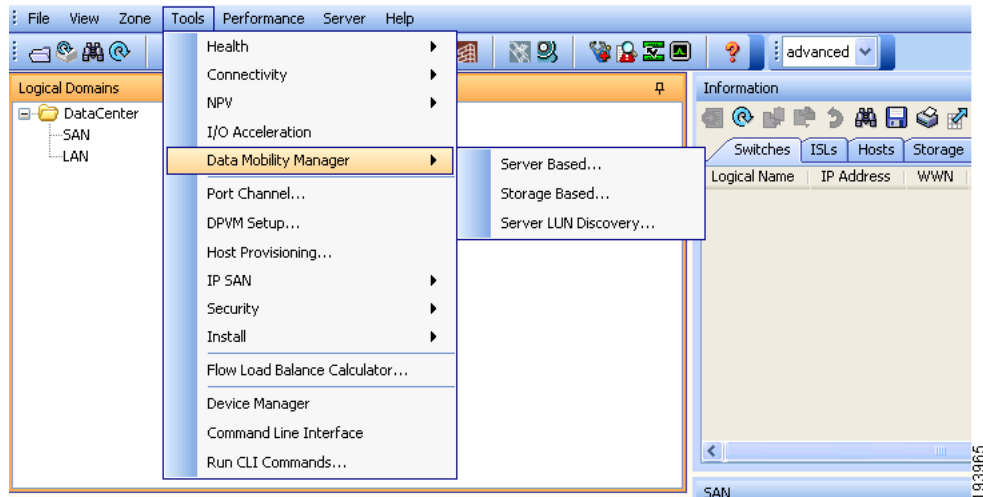 File View Zone Tools Performance Server Help
advanced
Logical Domains
DataCenter
SAN
LAN
Health
Connectivity
NPV
I/O Acceleration
Data Mobility Manager
Port Channel...
DPVM Setup...
Host Provisioning...
IP SAN
Security
Install
Flow Load Balance Calculator...
Device Manager
Command Line Interface
Run CLI Commands...
Server Based...
Storage Based...
Server LUN Discovery...
Information
Switches ISLs Hosts Storage
Logical Name IP Address WWN
SAN
193965